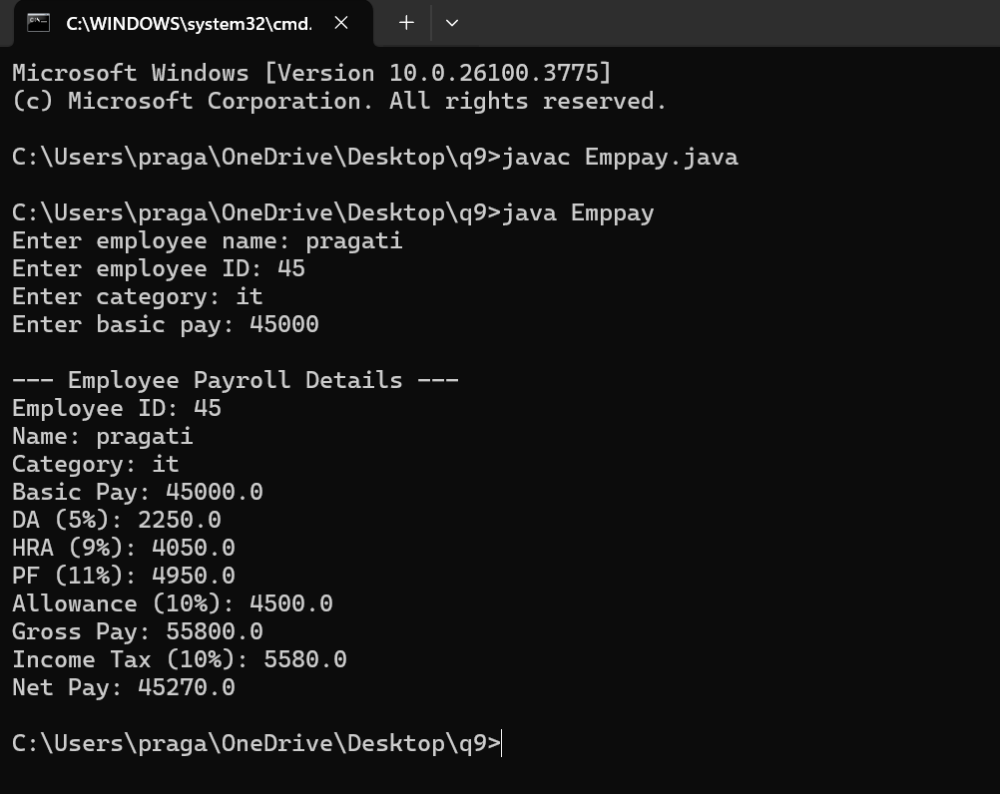 C:\WINDOWS\system32\cmd.
Microsoft Windows [Version 10.0.26100.3775]
(c) Microsoft Corporation. All rights reserved.
C:\Users\praga\OneDrive\Desktop\q9>javac Emppay.java
C:\Users\praga\OneDrive\Desktop\q9>java Emppay
Enter employee name: pragati
Enter employee ID: 45
Enter category: it
Enter basic pay: 45000
--- Employee Payroll Details ---
Employee ID: 45
Name: pragati
Category: it
Basic Pay: 45000.0
DA (5%): 2250.0
HRA (9%): 4050.0
PF (11%): 4950.0
Allowance (10%): 4500.0
Gross Pay: 55800.0
Income Tax (10%): 5580.0
Net Pay: 45270.0
C:\Users\praga\OneDrive\Desktop\q9>